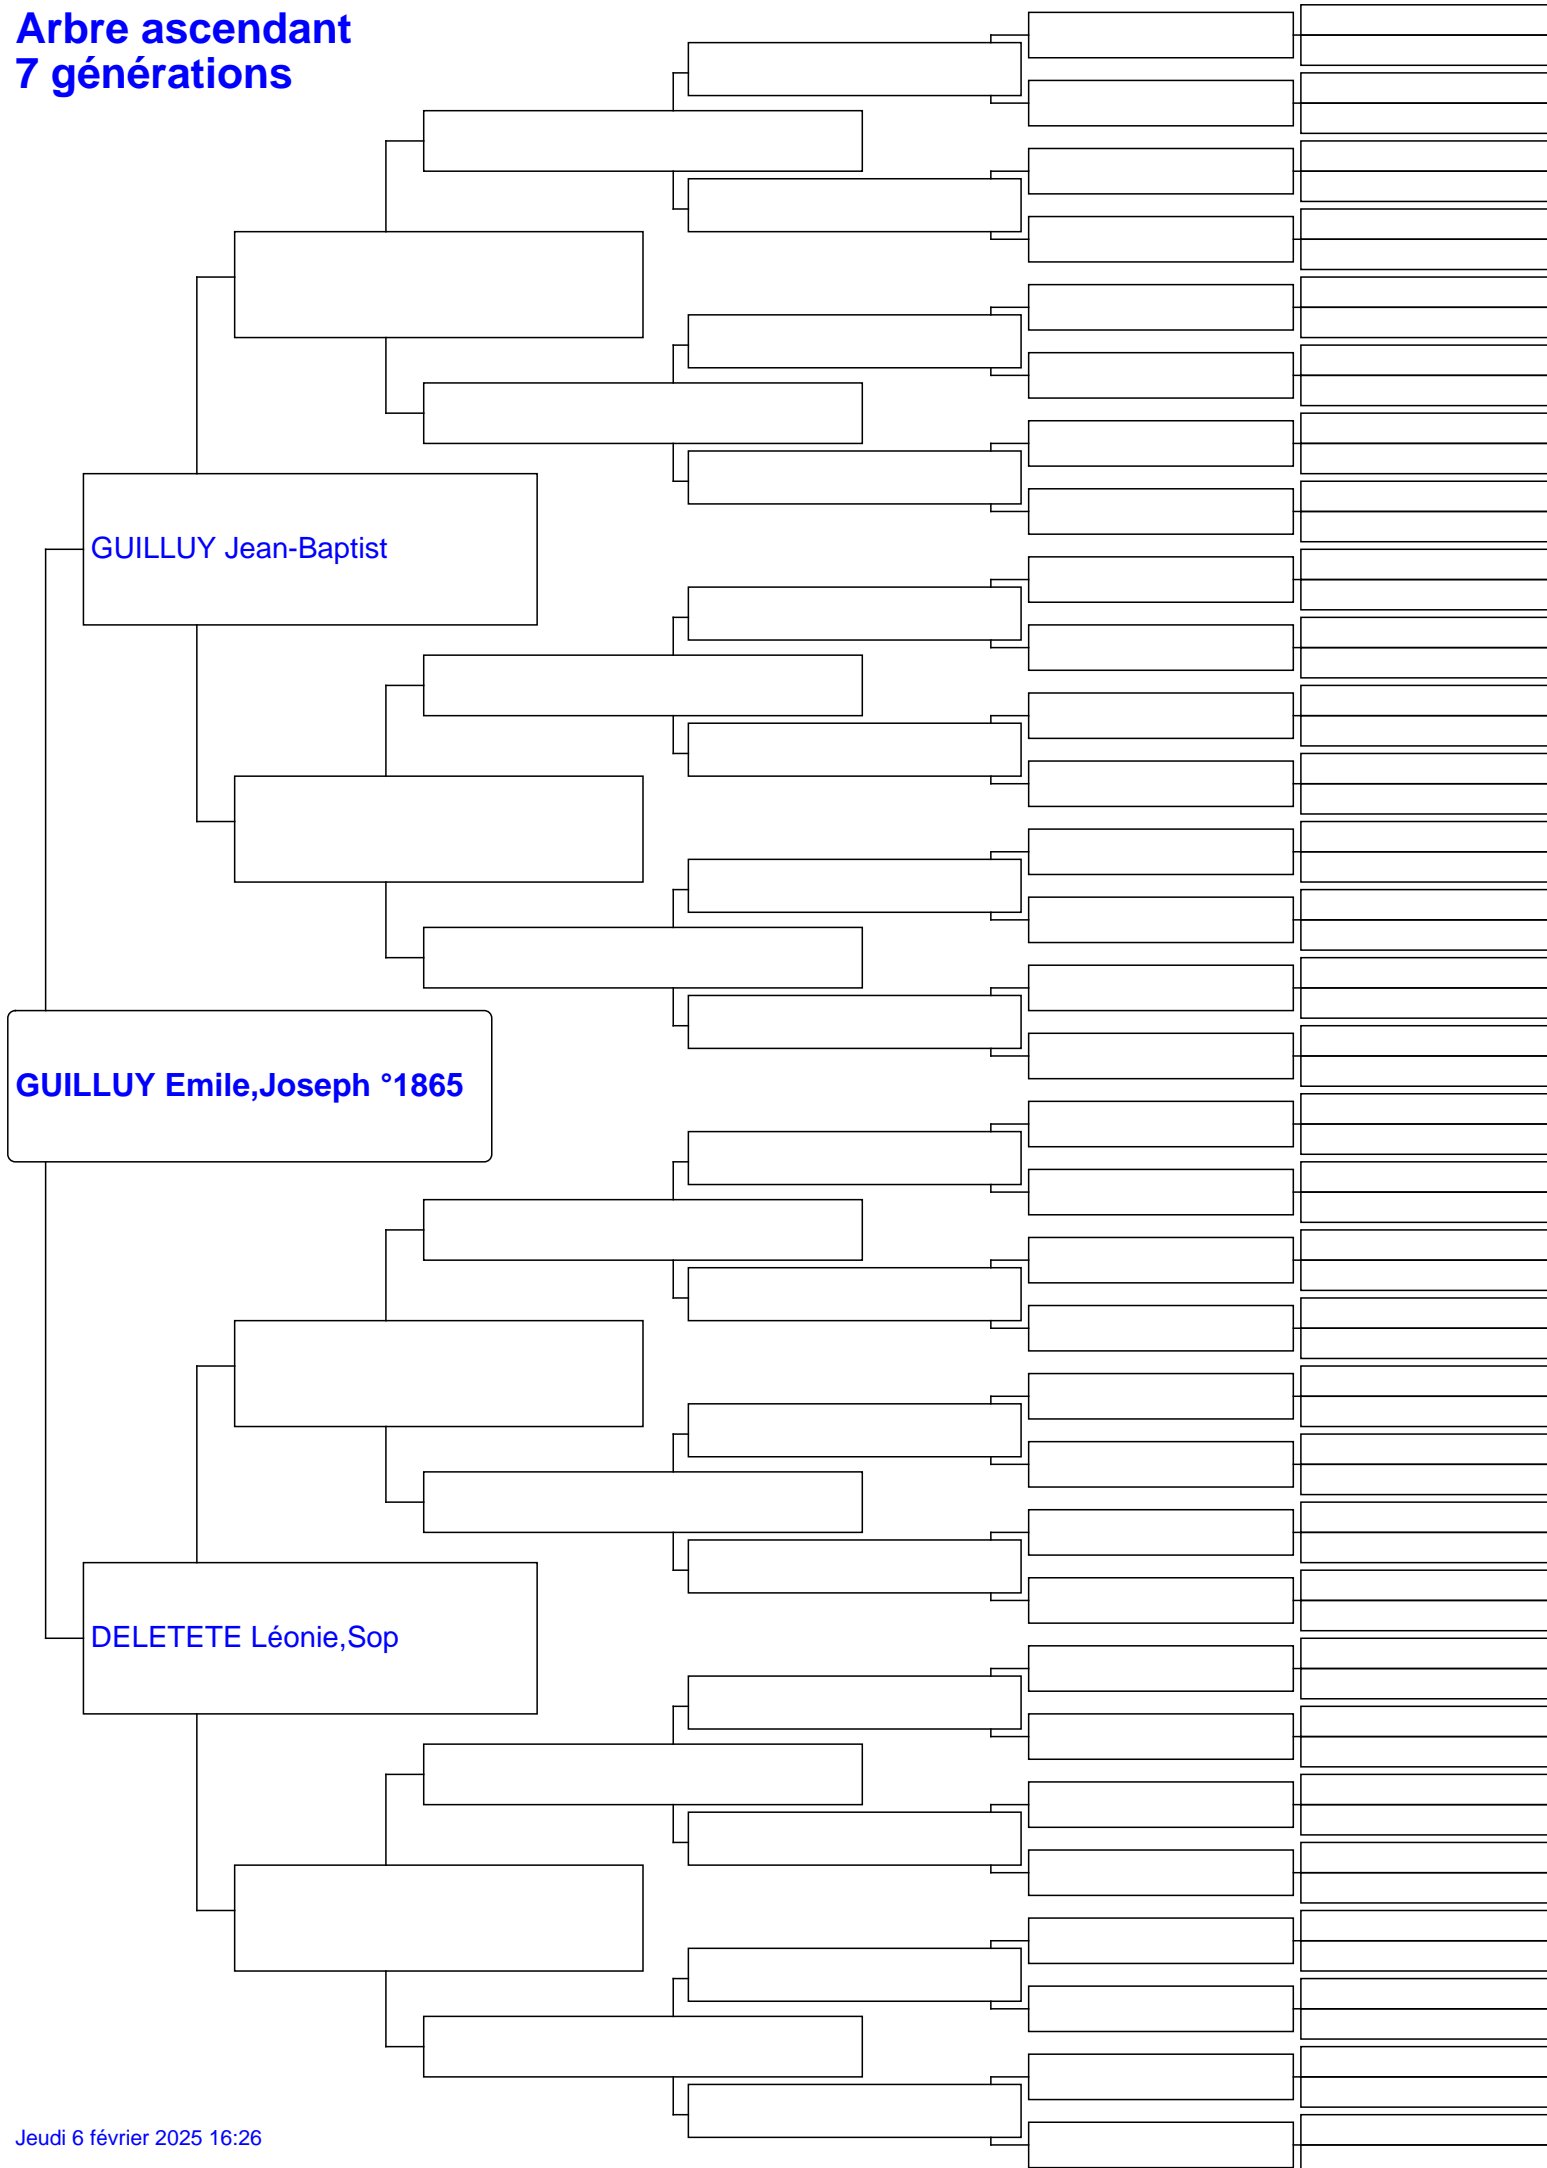 Arbre ascendant
7 générations
GUILLUY Jean-Baptist
GUILLUY Emile,Joseph °1865
DELETETE Léonie,Sop
Jeudi 6 février 2025 16:26